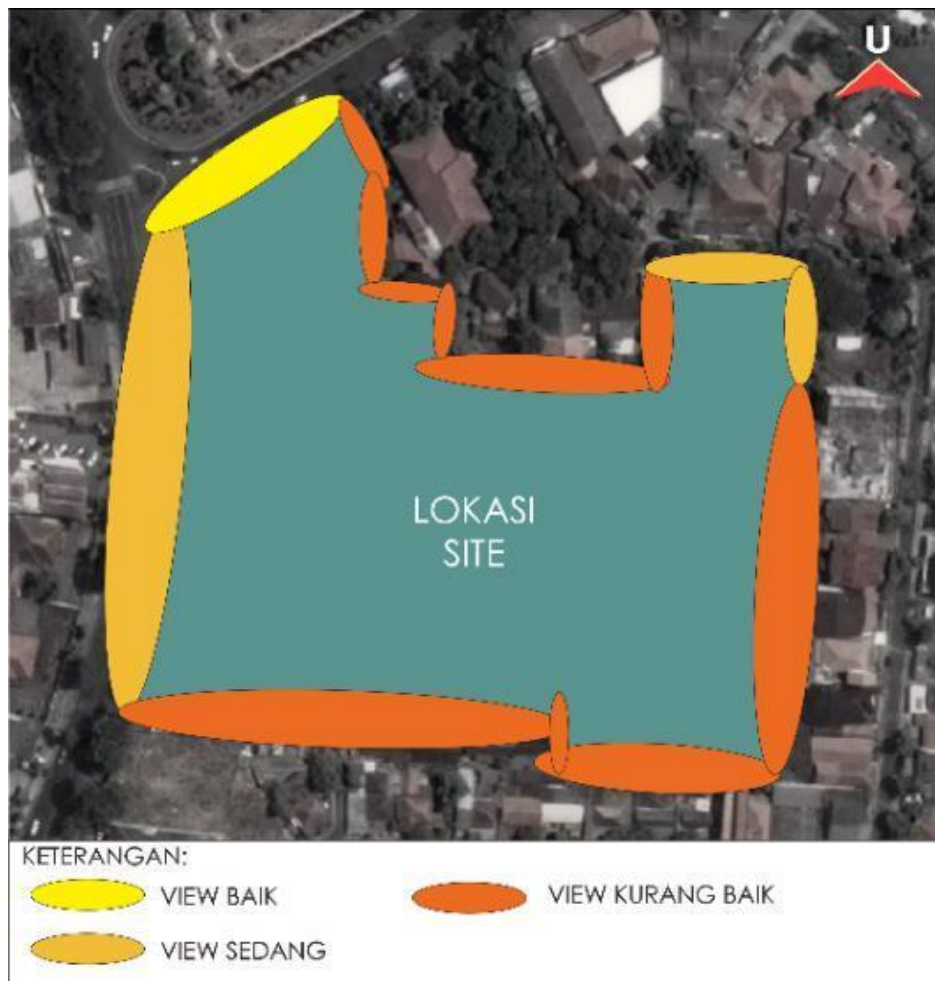 U
LOKASI
SITE
KETERANGAN:
VIEW BAIK
VIEW KURANG BAIK
VIEW SEDANG